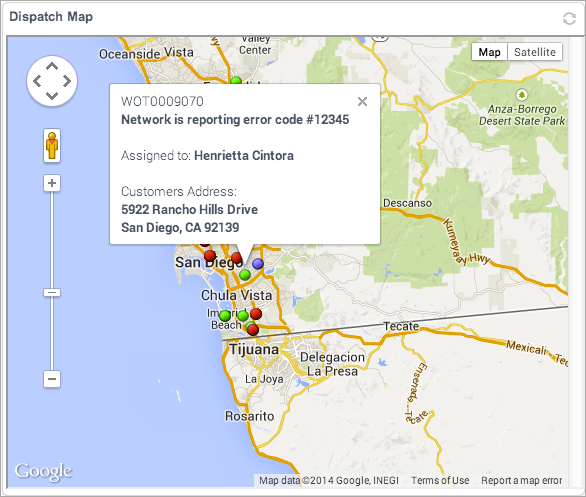 Dispatch Map
Oceanside
Vista
Valley
Center
Map
Satellite
WOT0009070
Network is reporting error code #12345
Assigned to: Henrietta Cintora
Customers Address:
5922 Rancho Hills Drive
San Diego, CA 92139
Anza-Borrego
Desert State Park
Descanso
Kumeyaay Hwy
San Diego
Chula Vista
Imperial
Beach
Tecate
Tijuana
Mexicali - Tec
Delegacion
La Presa
La Joya
Ensenada - Tecate
Rosarito
Google
Map data ©2014 Google, INEGI
Terms of Use
Report a map error